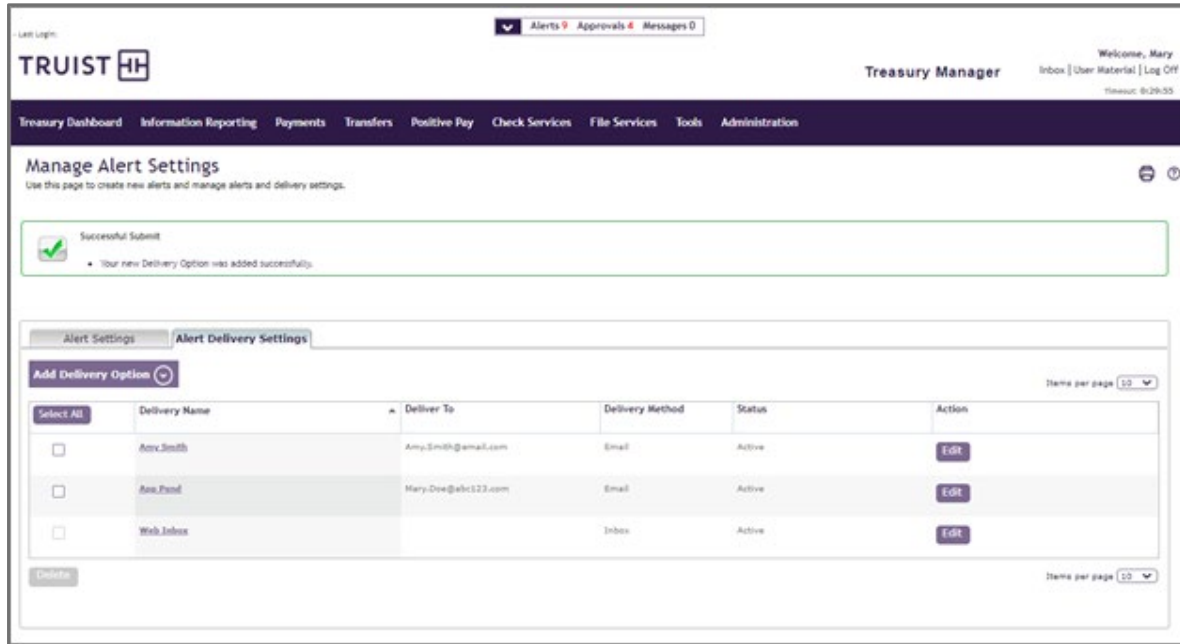 - Last Login:
Alerts 9 Approvals 4 Messages 0
TRUIST
Treasury Manager
Welcome, Mary
Inbox | User Material | Log Off
Timeout: 0:29:55
Treasury Dashboard Information Reporting Payments Transfers Positive Pay Check Services File Services Tools Administration
Manage Alert Settings
Use this page to create new alerts and manage alerts and delivery settings.
Successful Submit
• Your new Delivery Option was added successfully.
Alert Settings Alert Delivery Settings
Add Delivery Option
Items per page 10
Select All Delivery Name Deliver To Delivery Method Status Action
Amy Smith Amy.Smith@email.com Email Active Edit
Mary.Doe@abc123.com Email Active Edit
Web Inbox Inbox Active Edit
Delete
Items per page 10